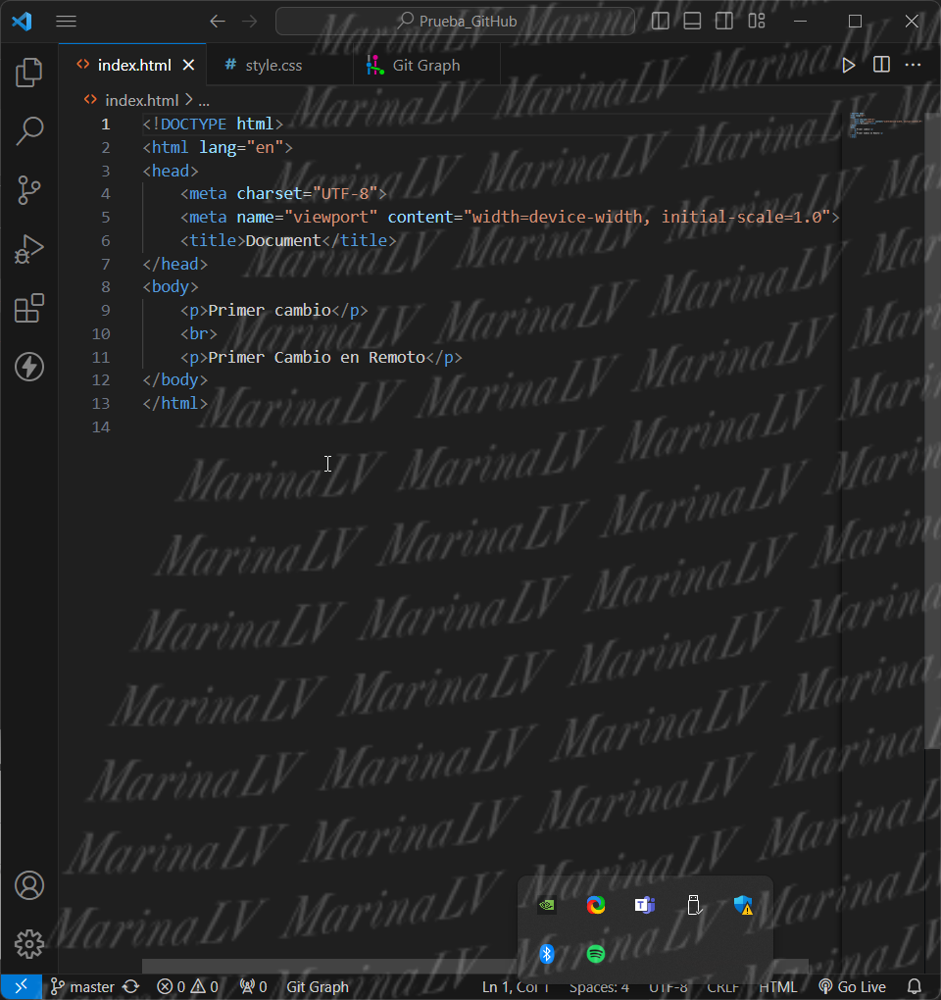 Prueba_GitHub
index.html
# style.css
Git Graph
index.html > ...
1 <!DOCTYPE html>
2 <html lang="en">
3 <head>
4 <meta charset="UTF-8">
5 <meta name="viewport" content="width=device-width, initial-scale=1.0">
6 <title>Document</title>
7 </head>
8 <body>
9 <p>Primer cambio</p>
10 <br>
11 <p>Primer Cambio en Remoto</p>
12 </body>
13 </html>
14
MarinaLV
master 0 0 0 Git Graph Ln 1, Col 1 Spaces: 4 UTF-8 CRLF HTML Go Live